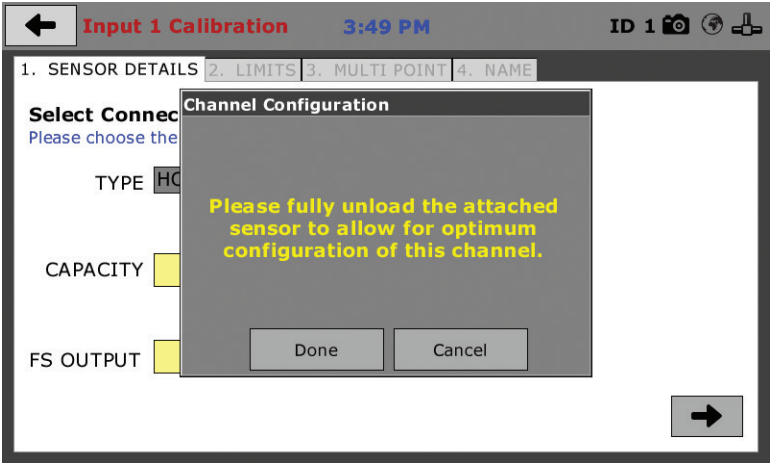 Input 1 Calibration 3:49 PM ID 1
1. SENSOR DETAILS 2. LIMITS 3. MULTI POINT 4. NAME
Select Connec
Please choose the
Channel Configuration
TYPE HO
Please fully unload the attached
sensor to allow for optimum
configuration of this channel.
CAPACITY
FS OUTPUT
Done Cancel